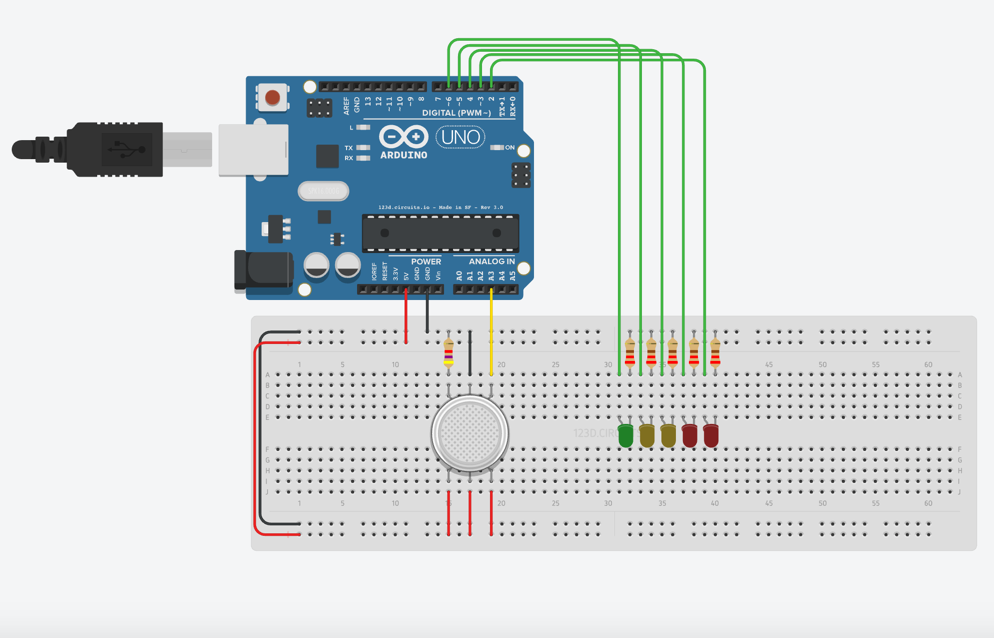 AREF
GND
13
12
~11
~10
~9
8
7
~6
~5
4
~3
2
TX→1
RX←0
DIGITAL (PWM~)
L
TX
RX
ARDUINO
UNO
ON
123d.circuits.io - Made in BF - Rev 3.0
POWER
ANALOG IN
IOREF
RESET
3.3V
5V
GND
GND
Vin
A0
A1
A2
A3
A4
A5
1 5 10 20 30 35 40 45 50 55 60
A A
B B
C C
D D
E E
123D.CIRC
F F
G G
H H
I I
J J
1 5 10 15 20 25 30 35 40 45 50 55 60